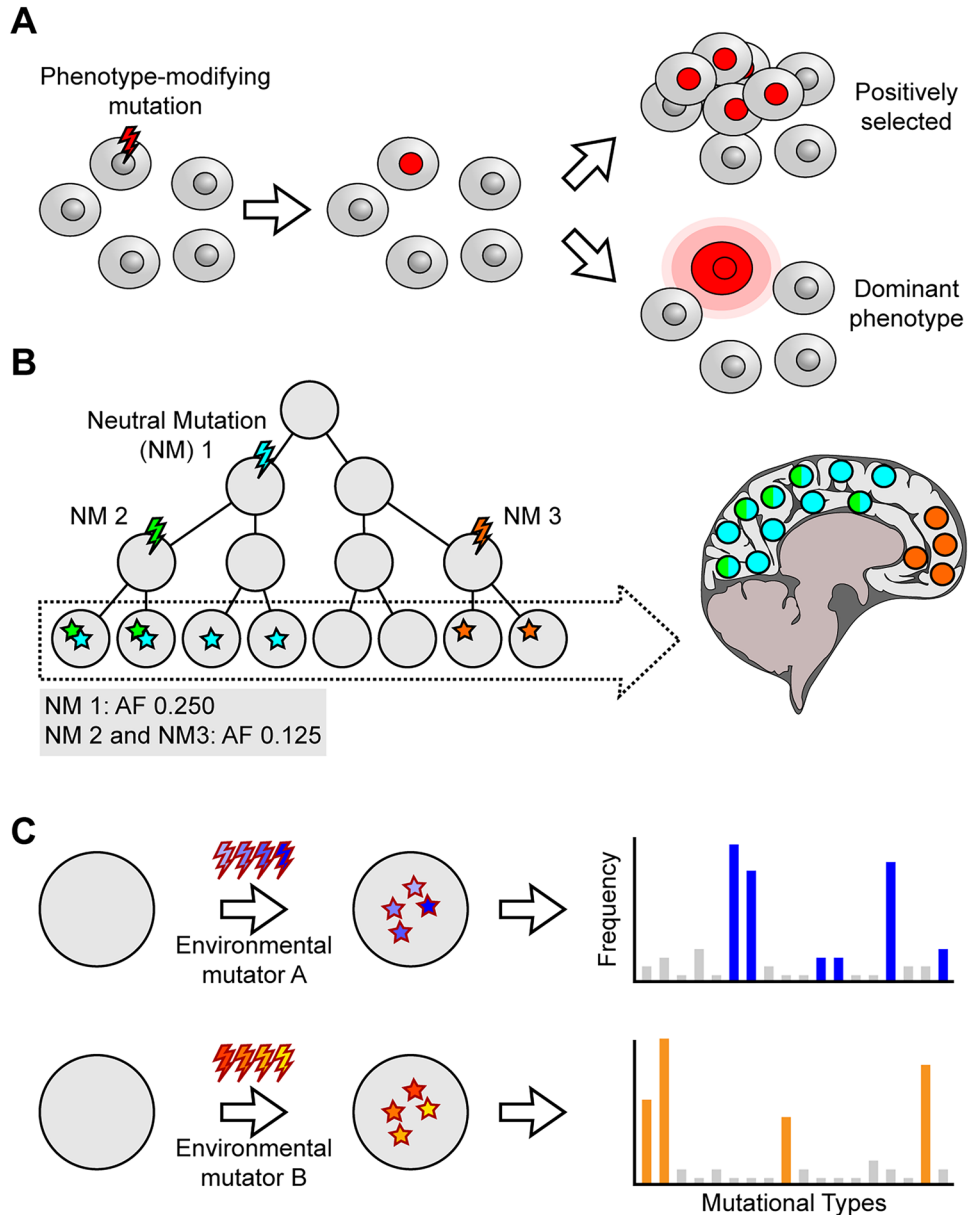 A
Phenotype-modifying
mutation
Positively
selected
Dominant
phenotype
B
Neutral Mutation
(NM) 1
NM 2
NM 3
NM 1: AF 0.250
NM 2 and NM3: AF 0.125
C
Environmental
mutator A
Frequency
Environmental
mutator B
Mutational Types